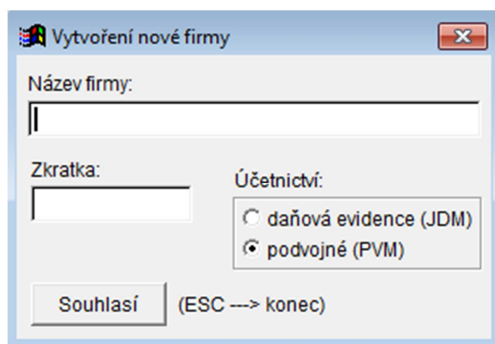 Vytvoření nové firmy
Název firmy:
Zkratka:
Účetnictví:
daňová evidence (JDM)
podvojné (PVM)
Souhlasí (ESC ---> konec)